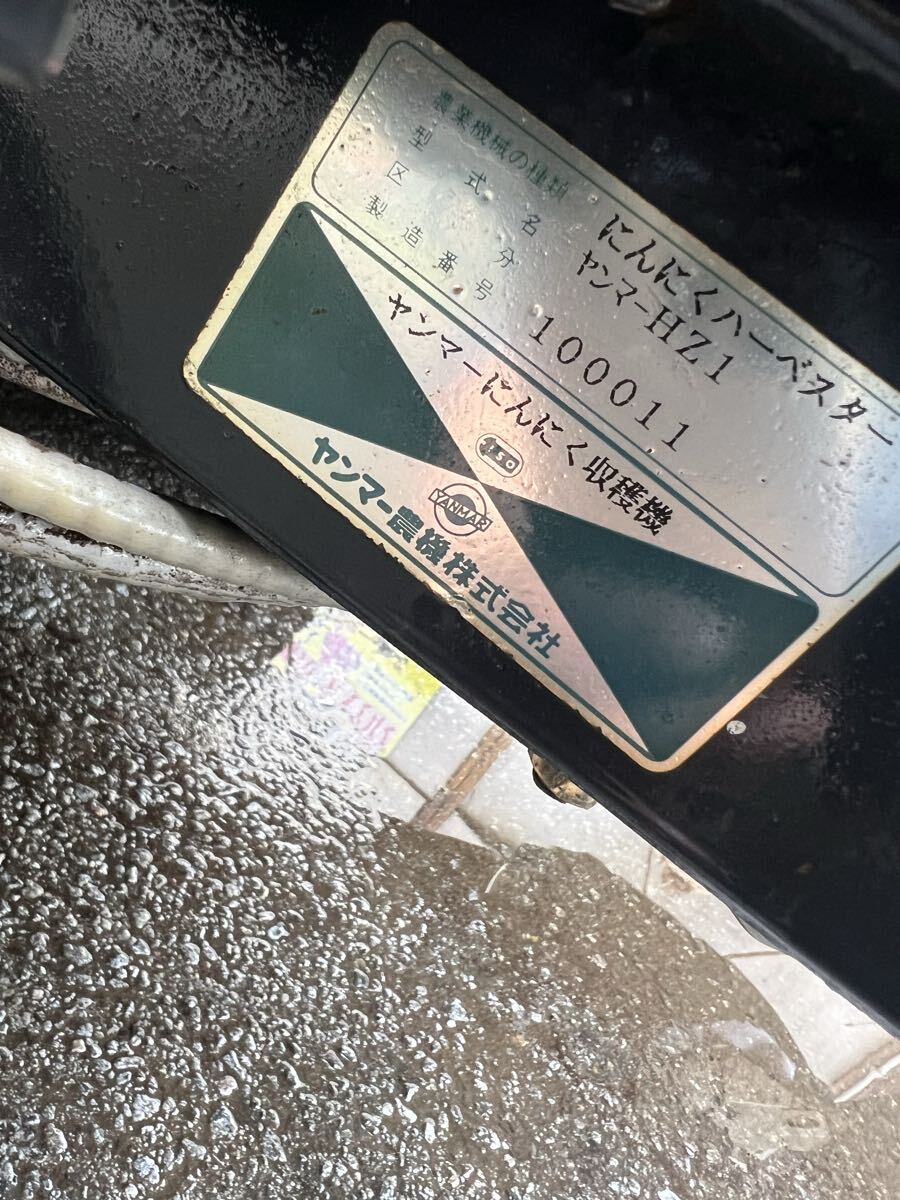 農業機械の種類 にんにくハーベスター
型式名 ヤンマーHZ1
区分
製造番号 100011
ヤンマーにんにく収穫機
YANMAR
ヤンマー農機株式会社